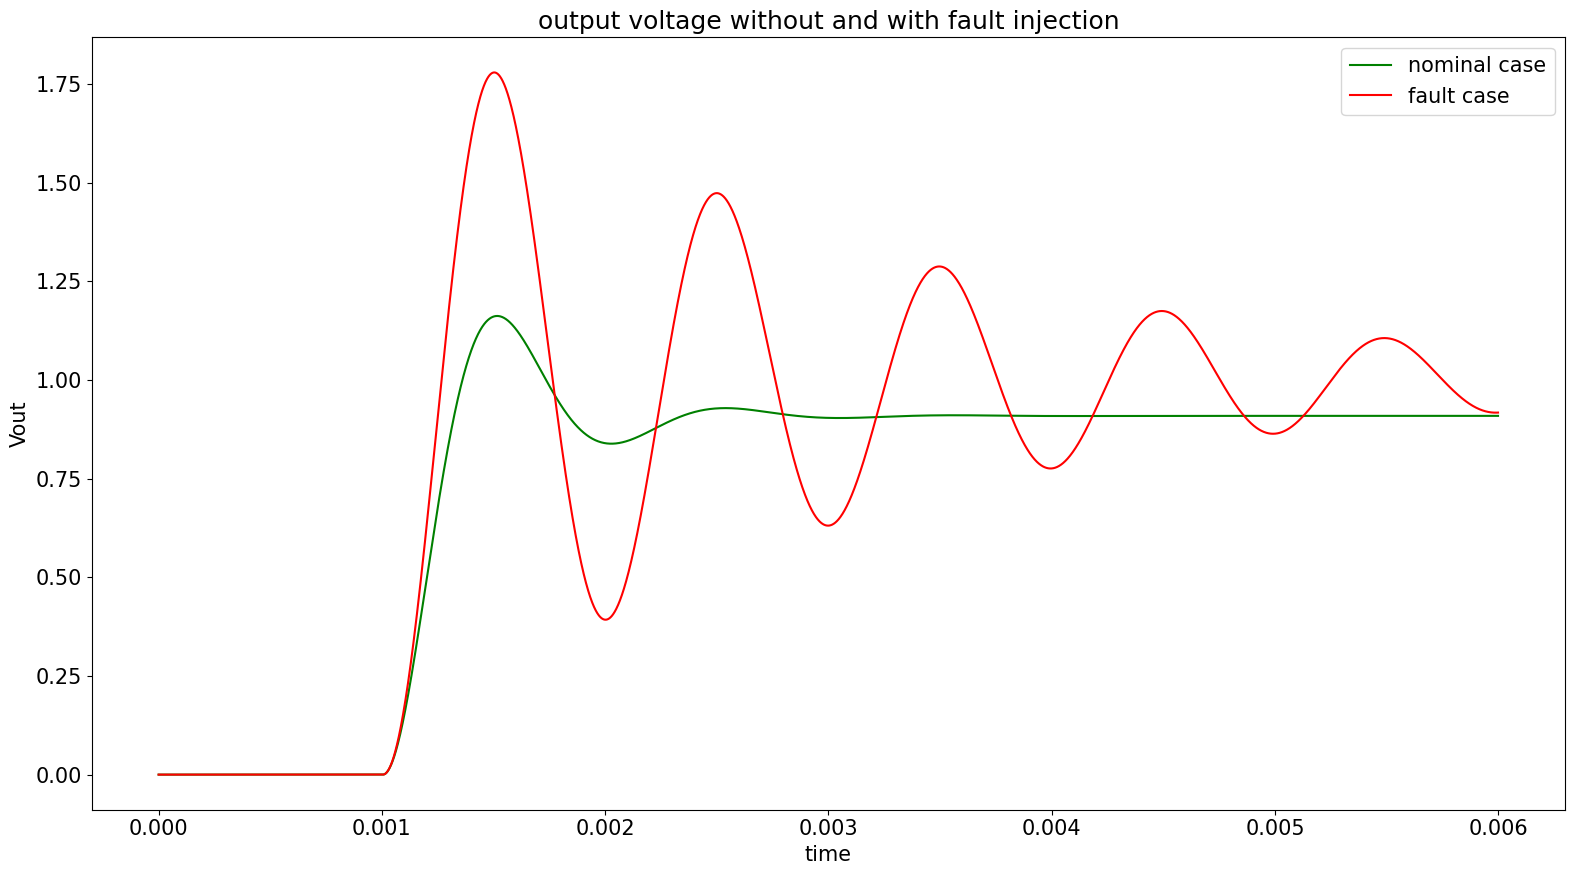 output voltage without and with fault injection
nominal case
fault case
1.75
1.50
1.25
1.00
0.75
0.50
0.25
0.00
Vout
0.000 0.001 0.002 0.003 0.004 0.005 0.006
time